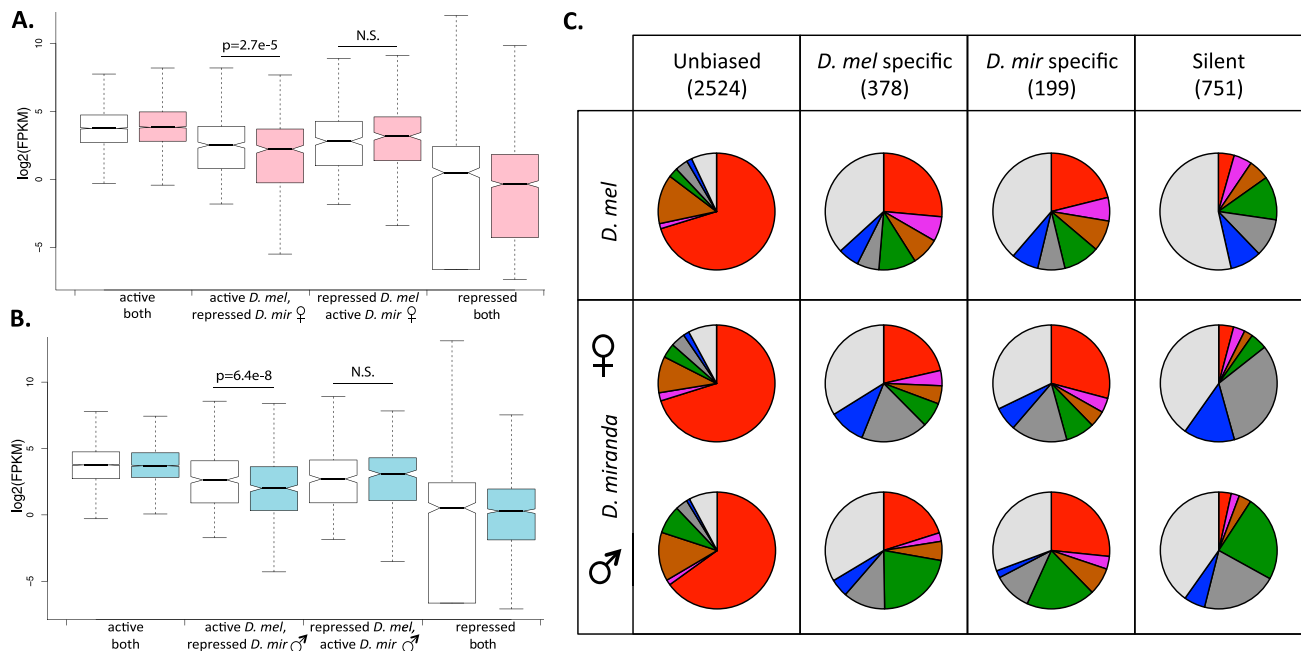 A.
log2(FPKM)
10
5
0
−5
p=2.7e-5
N.S.
active both
active D. mel, repressed D. mir ♀
repressed D. mel active D. mir ♀
repressed both
B.
log2(FPKM)
10
5
0
−5
p=6.4e-8
N.S.
active both
active D. mel, repressed D. mir ♂
repressed D. mel, active D. mir ♂
repressed both
C.
Unbiased (2524)
D. mel specific (378)
D. mir specific (199)
Silent (751)
D. mel
♀
D. miranda
♂